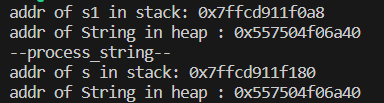 addr of s1 in stack: 0x7ffcd911f0a8
addr of String in heap : 0x557504f06a40
--process_string--
addr of s in stack: 0x7ffcd911f180
addr of String in heap : 0x557504f06a40